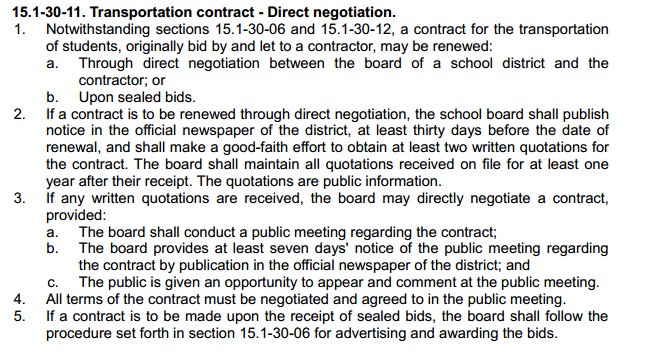 15.1-30-11. Transportation contract - Direct negotiation.
1. Notwithstanding sections 15.1-30-06 and 15.1-30-12, a contract for the transportation
of students, originally bid by and let to a contractor, may be renewed:
a. Through direct negotiation between the board of a school district and the
contractor; or
b. Upon sealed bids.
2. If a contract is to be renewed through direct negotiation, the school board shall publish
notice in the official newspaper of the district, at least thirty days before the date of
renewal, and shall make a good-faith effort to obtain at least two written quotations for
the contract. The board shall maintain all quotations received on file for at least one
year after their receipt. The quotations are public information.
3. If any written quotations are received, the board may directly negotiate a contract,
provided:
a. The board shall conduct a public meeting regarding the contract;
b. The board provides at least seven days' notice of the public meeting regarding
the contract by publication in the official newspaper of the district; and
c. The public is given an opportunity to appear and comment at the public meeting.
4. All terms of the contract must be negotiated and agreed to in the public meeting.
5. If a contract is to be made upon the receipt of sealed bids, the board shall follow the
procedure set forth in section 15.1-30-06 for advertising and awarding the bids.